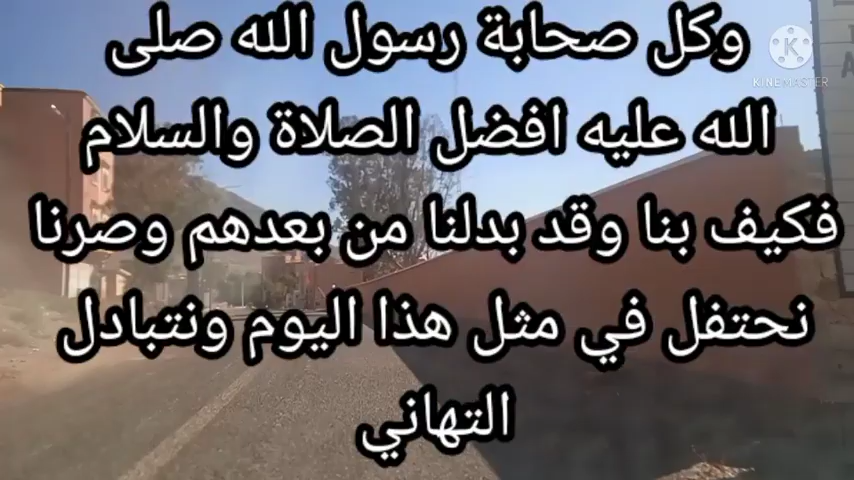 وكل صحابة رسول الله صلى
الله عليه افضل الصلاة والسلام
فكيف بنا وقد بدلنا من بعدهم وصرنا
نحتفل في مثل هذا اليوم ونتبادل
التهاني
K
KINEMASTER